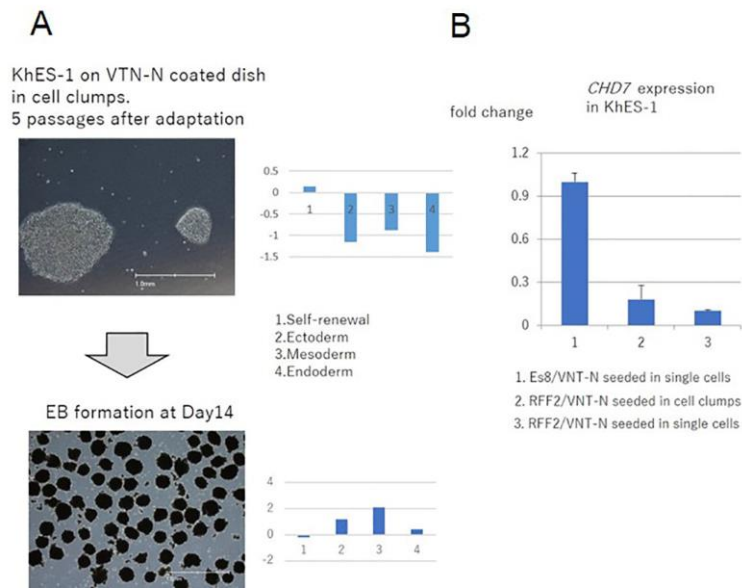 A
KhES-1 on VTN-N coated dish
in cell clumps.
5 passages after adaptation
1.0mm
0.5
0
-0.5
-1
-1.5
1
2
3
4
1.Self-renewal
2.Ectoderm
3.Mesoderm
4.Endoderm
EB formation at Day14
4
2
0
-2
1
2
3
4
B
CHD7 expression
in KhES-1
fold change
1.2
0.9
0.6
0.3
0
1
2
3
1. Es8/VNT-N seeded in single cells
2. RFF2/VNT-N seeded in cell clumps
3. RFF2/VNT-N seeded in single cells